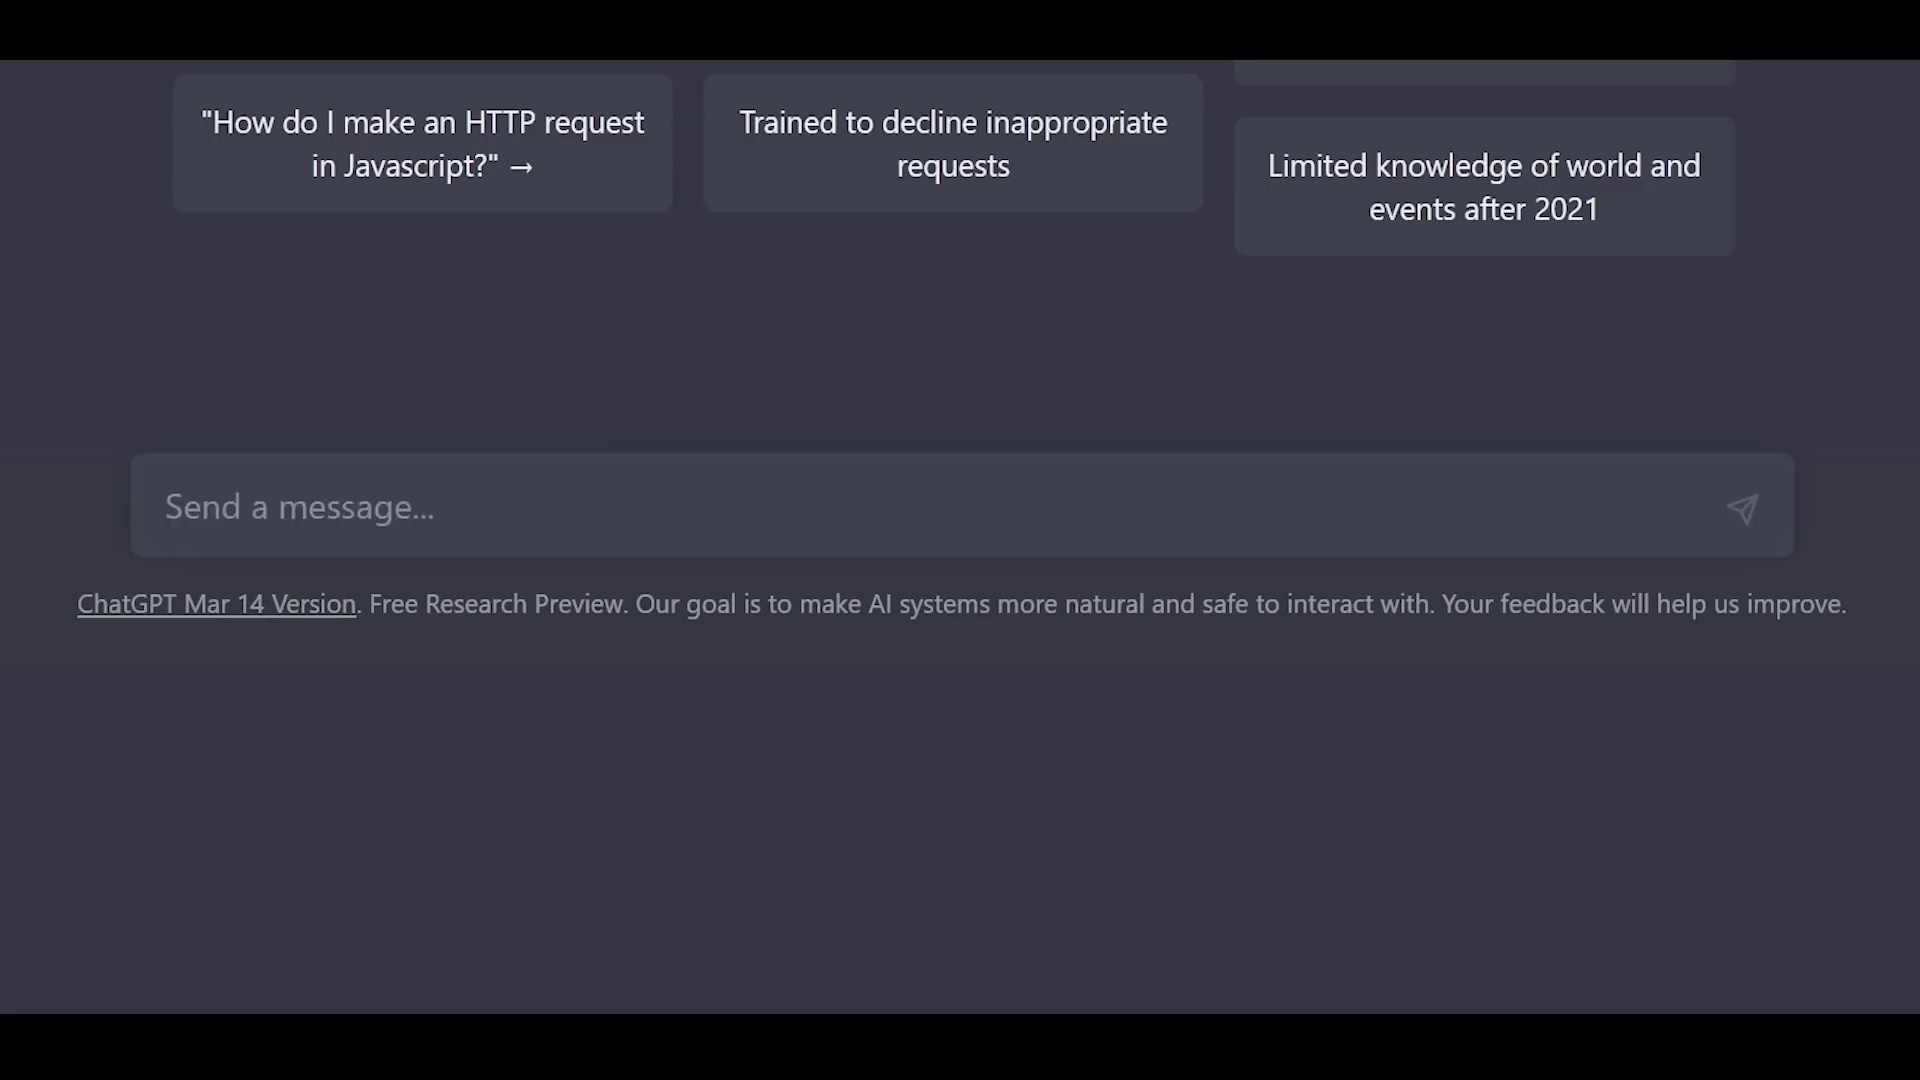 "How do I make an HTTP request
in Javascript?" →
Trained to decline inappropriate
requests
Limited knowledge of world and
events after 2021
Send a message...
ChatGPT Mar 14 Version. Free Research Preview. Our goal is to make AI systems more natural and safe to interact with. Your feedback will help us improve.